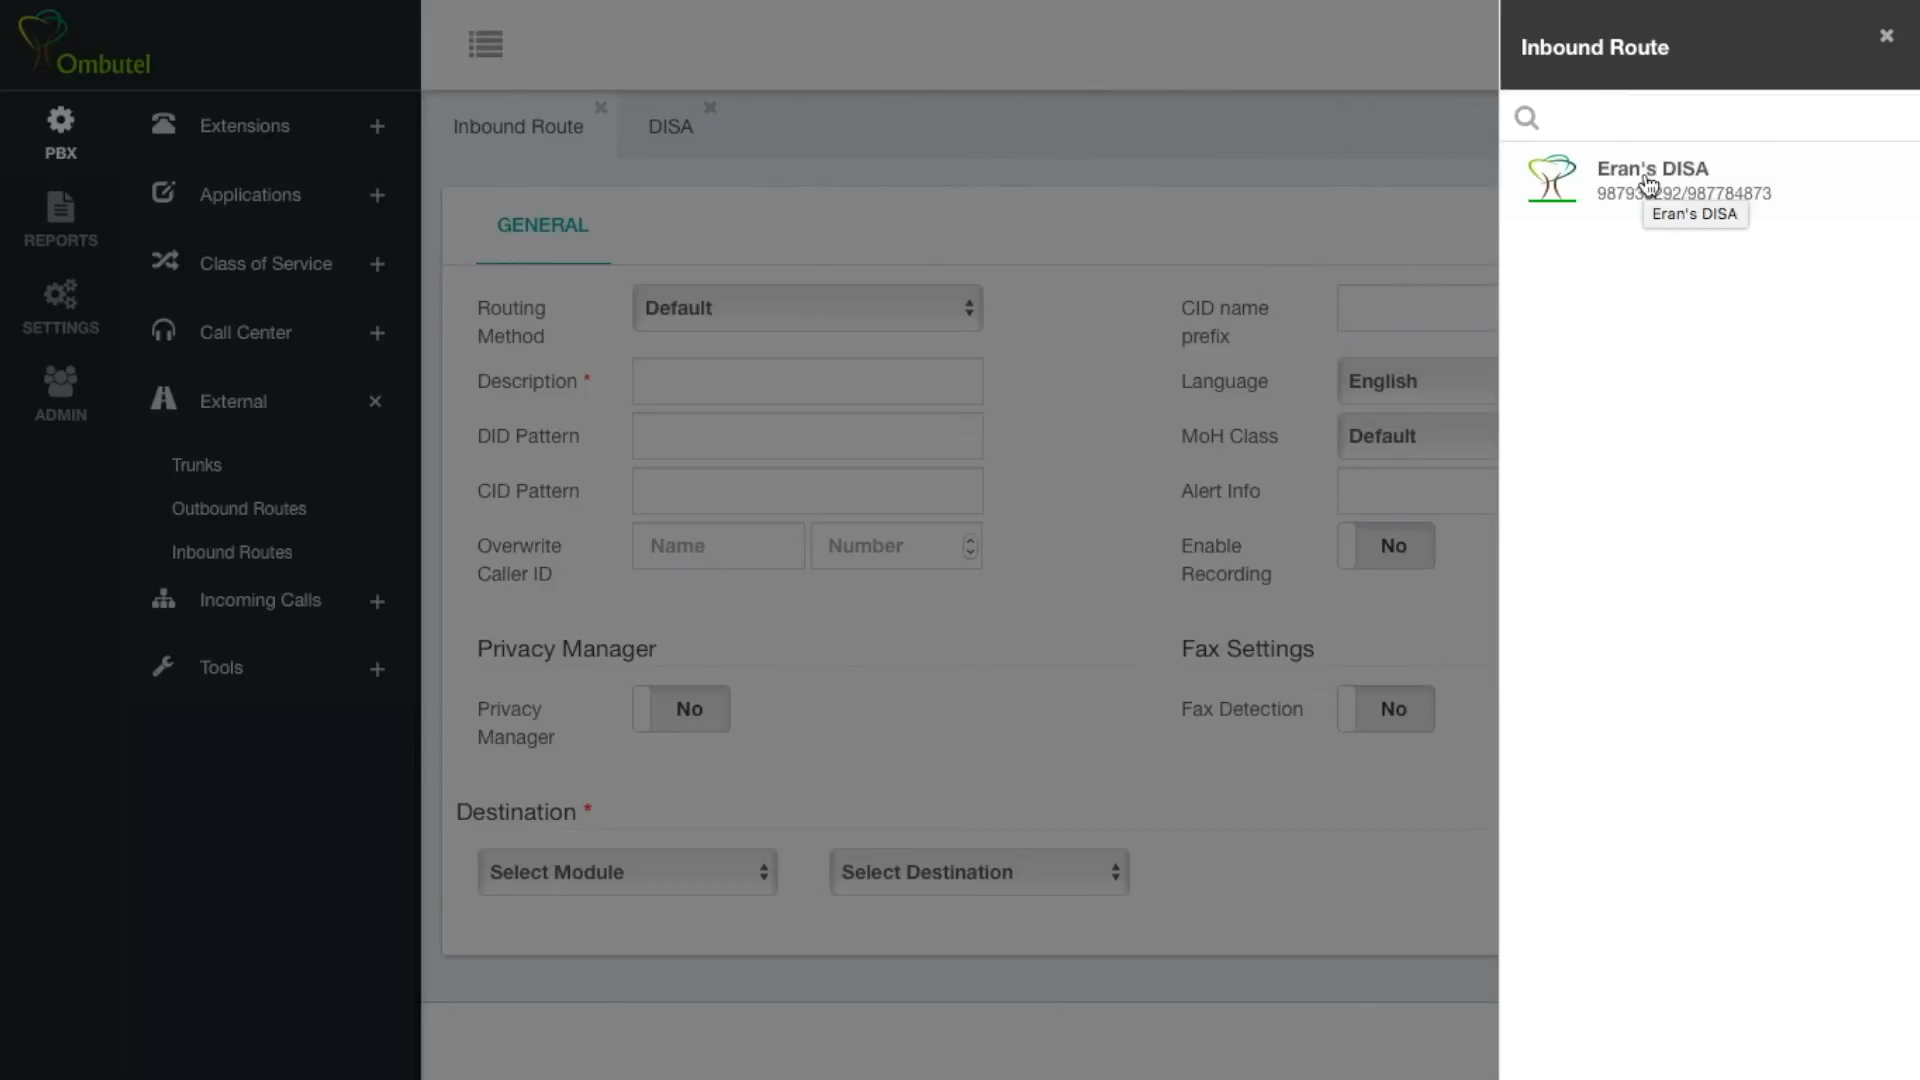 Ombutel
PBX
REPORTS
SETTINGS
ADMIN
Extensions
Applications
Class of Service
Call Center
External
Trunks
Outbound Routes
Inbound Routes
Incoming Calls
Tools
Inbound Route
DISA
GENERAL
Routing
Method
Default
Description *
DID Pattern
CID Pattern
Overwrite
Caller ID
Name
Number
CID name
prefix
Language
English
MoH Class
Default
Alert Info
Enable
Recording
No
Privacy Manager
Privacy
Manager
No
Fax Settings
Fax Detection
No
Destination *
Select Module
Select Destination
Inbound Route
Eran's DISA
/987784873
Eran's DISA